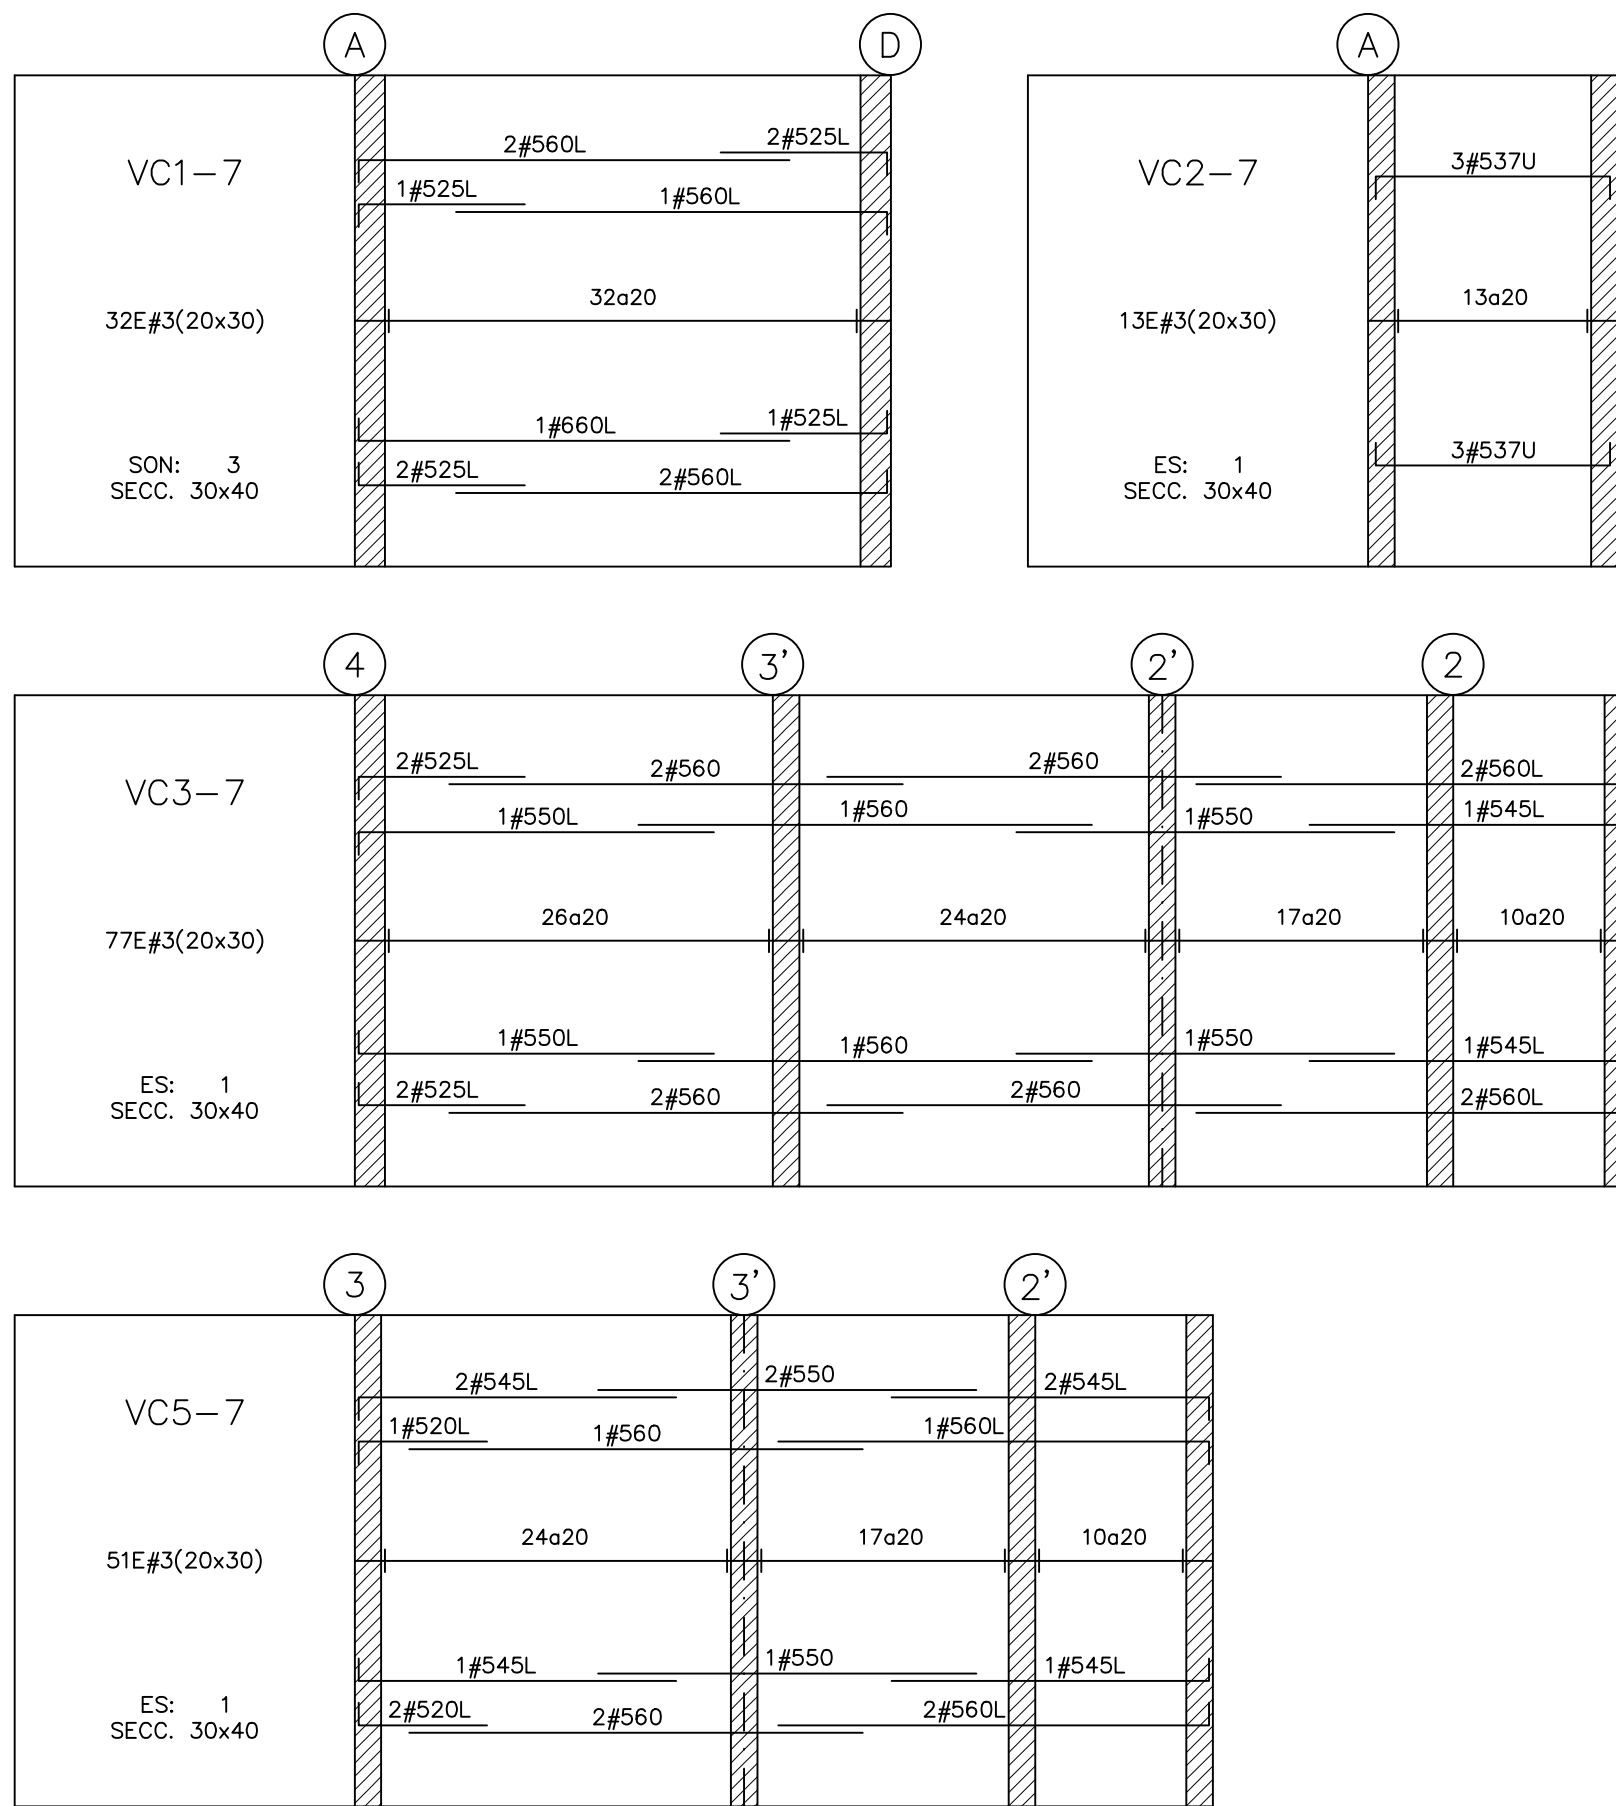 A
D
VC1-7
2#560L
2#525L
1#525L
1#560L
32a20
32E#3(20x30)
1#660L
1#525L
2#525L
2#560L
SON: 3
SECC. 30x40
A
VC2-7
3#537U
13a20
13E#3(20x30)
3#537U
ES: 1
SECC. 30x40
4
3'
2'
2
VC3-7
2#525L
2#560
2#560
2#560L
1#550L
1#560
1#550
1#545L
26a20
24a20
17a20
10a20
77E#3(20x30)
1#550L
1#560
1#550
1#545L
2#525L
2#560
2#560
2#560L
ES: 1
SECC. 30x40
3
3'
2'
VC5-7
2#545L
2#550
2#545L
1#520L
1#560
1#560L
24a20
17a20
10a20
51E#3(20x30)
1#545L
1#550
1#545L
2#520L
2#560
2#560L
ES: 1
SECC. 30x40